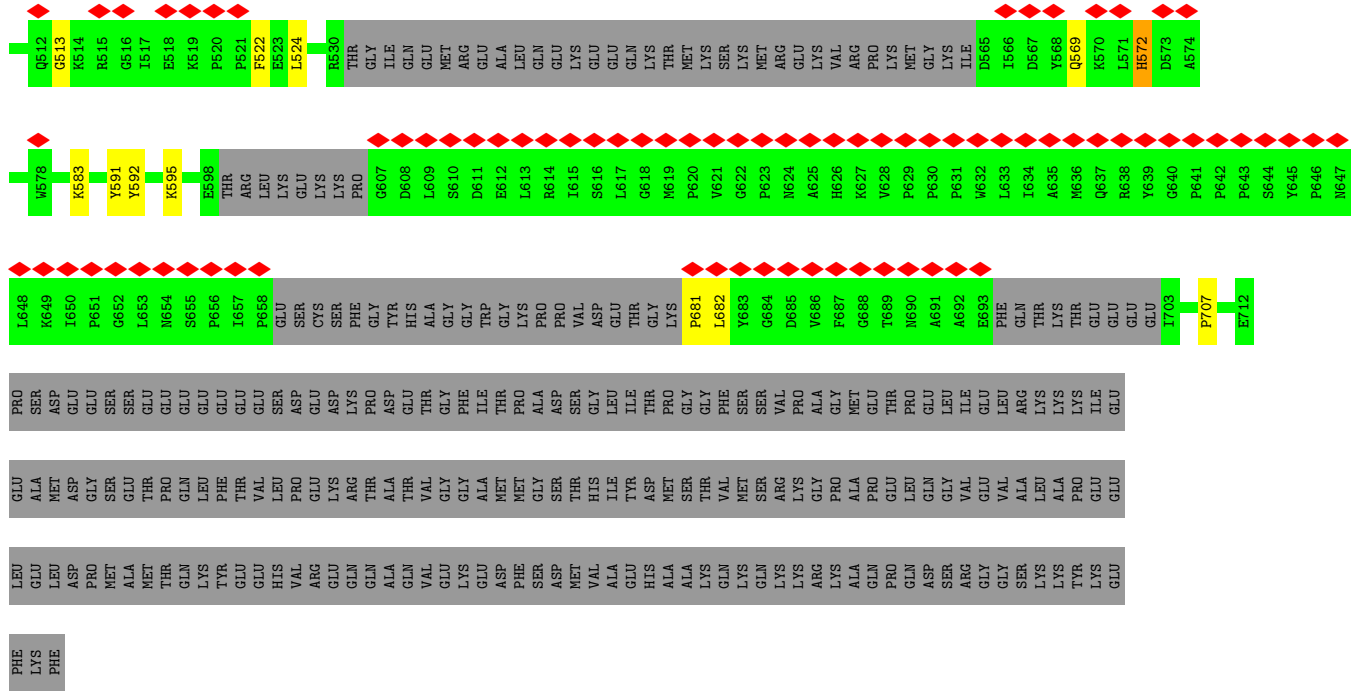 Q512 G513 K514 R515 G516 I517 E518 K519 P520 P521 F522 E523 L524 R530 THR GLY ILE GLN GLU MET ARG GLU ALA LEU GLN GLU LYS GLU GLU GLN LYS THR MET LYS SER LYS MET ARG GLU LYS VAL ARG PRO LYS MET GLY LYS ILE D565 I566 D567 Y568 Q569 K570 L571 H572 D573 A574
W578 K583 Y591 Y592 K595 E598 THR ARG LEU LYS GLU LYS LYS PRO G607 D608 L609 S610 D611 E612 L613 R614 I615 S616 L617 G618 M619 P620 V621 G622 P623 N624 A625 H626 K627 V628 P629 P630 P631 W632 L633 I634 A635 M636 Q637 R638 Y639 G640 P641 P642 P643 S644 Y645 P646 N647
L648 K649 I650 P651 G652 L653 N654 S655 P656 I657 P658 GLU SER CYS SER PHE GLY TYR HIS ALA GLY GLY TRP GLY LYS PRO PRO VAL ASP GLU THR GLY LYS P681 L682 Y683 G684 D685 V686 F687 G688 T689 N690 A691 A692 E693 PHE GLN THR LYS THR GLU GLU GLU GLU I703 P707 E712
PRO SER ASP GLU GLU SER SER GLU GLU GLU GLU GLU GLU SER ASP GLU ASP LYS PRO ASP GLU THR GLY PHE ILE THR PRO ALA ASP SER GLY LEU ILE THR PRO GLY GLY PHE SER SER VAL PRO ALA GLY MET GLU THR PRO GLU LEU ILE GLU LEU ARG LYS LYS LYS ILE GLU
GLU ALA MET ASP GLY SER GLU THR PRO GLN LEU PHE THR VAL LEU PRO GLU LYS ARG THR ALA THR VAL GLY GLY ALA MET MET GLY SER THR HIS ILE TYR ASP MET SER THR VAL MET SER ARG LYS GLY PRO ALA PRO GLU LEU GLN GLY VAL GLU VAL ALA LEU ALA PRO GLU GLU
LEU GLU LEU ASP PRO MET ALA MET THR GLN LYS TYR GLU GLU HIS VAL ARG GLU GLN GLN ALA GLN VAL GLU LYS GLU ASP PHE SER ASP MET VAL ALA GLU HIS ALA ALA LYS GLN LYS GLN LYS LYS ARG LYS ALA GLN PRO GLN ASP SER ARG GLY GLY SER LYS LYS TYR LYS GLU
PHE LYS PHE